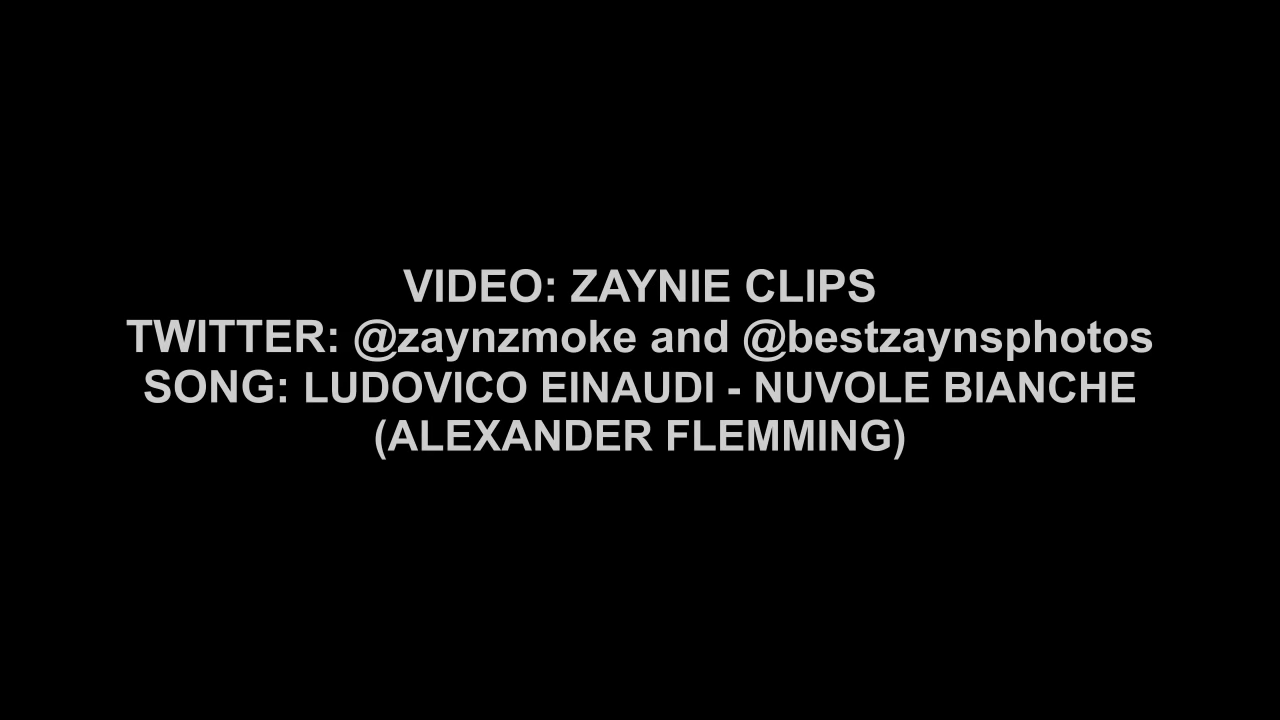 VIDEO: ZAYNIE CLIPS
TWITTER: @zaynzmoke and @bestzaynsphotos
SONG: LUDOVICO EINAUDI - NUVOLE BIANCHE
(ALEXANDER FLEMMING)